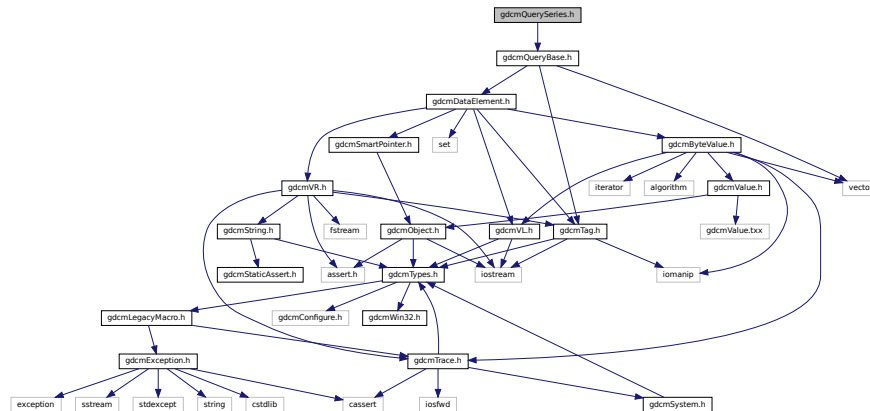 gdcmQuerySeries.h
gdcmQueryBase.h
gdcmDataElement.h
gdcmSmartPointer.h
set
gdcmByteValue.h
gdcmVR.h
iterator
algorithm
gdcmValue.h
vecto
gdcmString.h
fstream
gdcmObject.h
gdcmVL.h
gdcmTag.h
gdcmValue.txx
gdcmStaticAssert.h
assert.h
gdcmTypes.h
iostream
iomanip
gdcmLegacyMacro.h
gdcmConfigure.h
gdcmWin32.h
gdcmException.h
gdcmTrace.h
exception
sstream
stdexcept
string
cstdlib
cassert
iosfwd
gdcmSystem.h